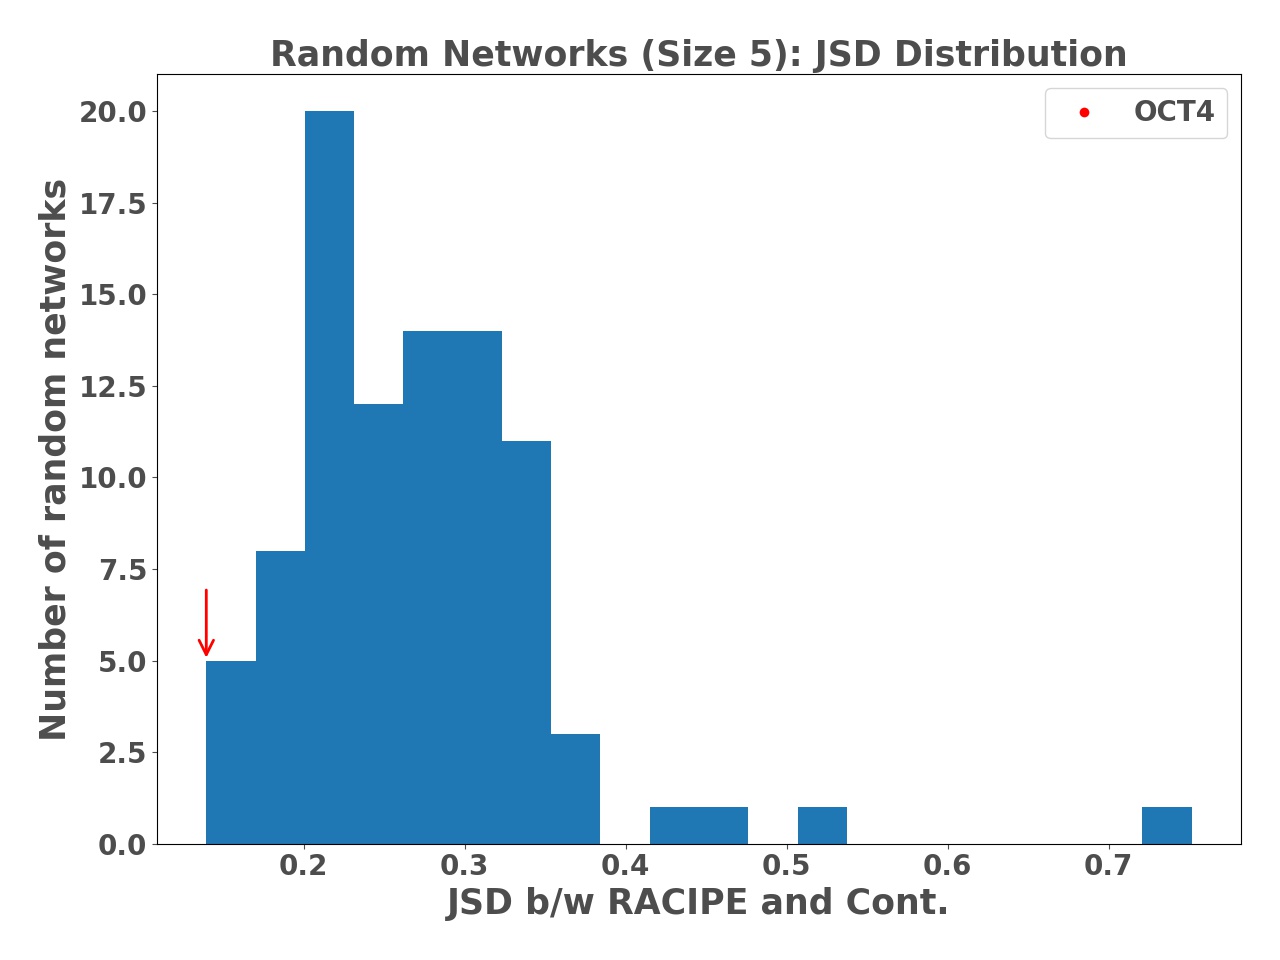 Random Networks (Size 5): JSD Distribution
OCT4
Number of random networks
20.0
17.5
15.0
12.5
10.0
7.5
5.0
2.5
0.0
0.2 0.3 0.4 0.5 0.6 0.7
JSD b/w RACIPE and Cont.